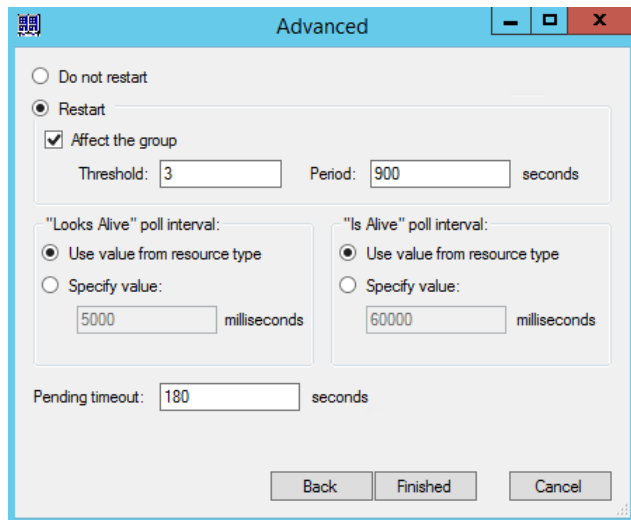 Advanced
Do not restart
Restart
Affect the group
Threshold: 3 Period: 900 seconds
"Looks Alive" poll interval: "Is Alive" poll interval:
Use value from resource type Use value from resource type
Specify value: Specify value:
5000 milliseconds 60000 milliseconds
Pending timeout: 180 seconds
Back Finished Cancel